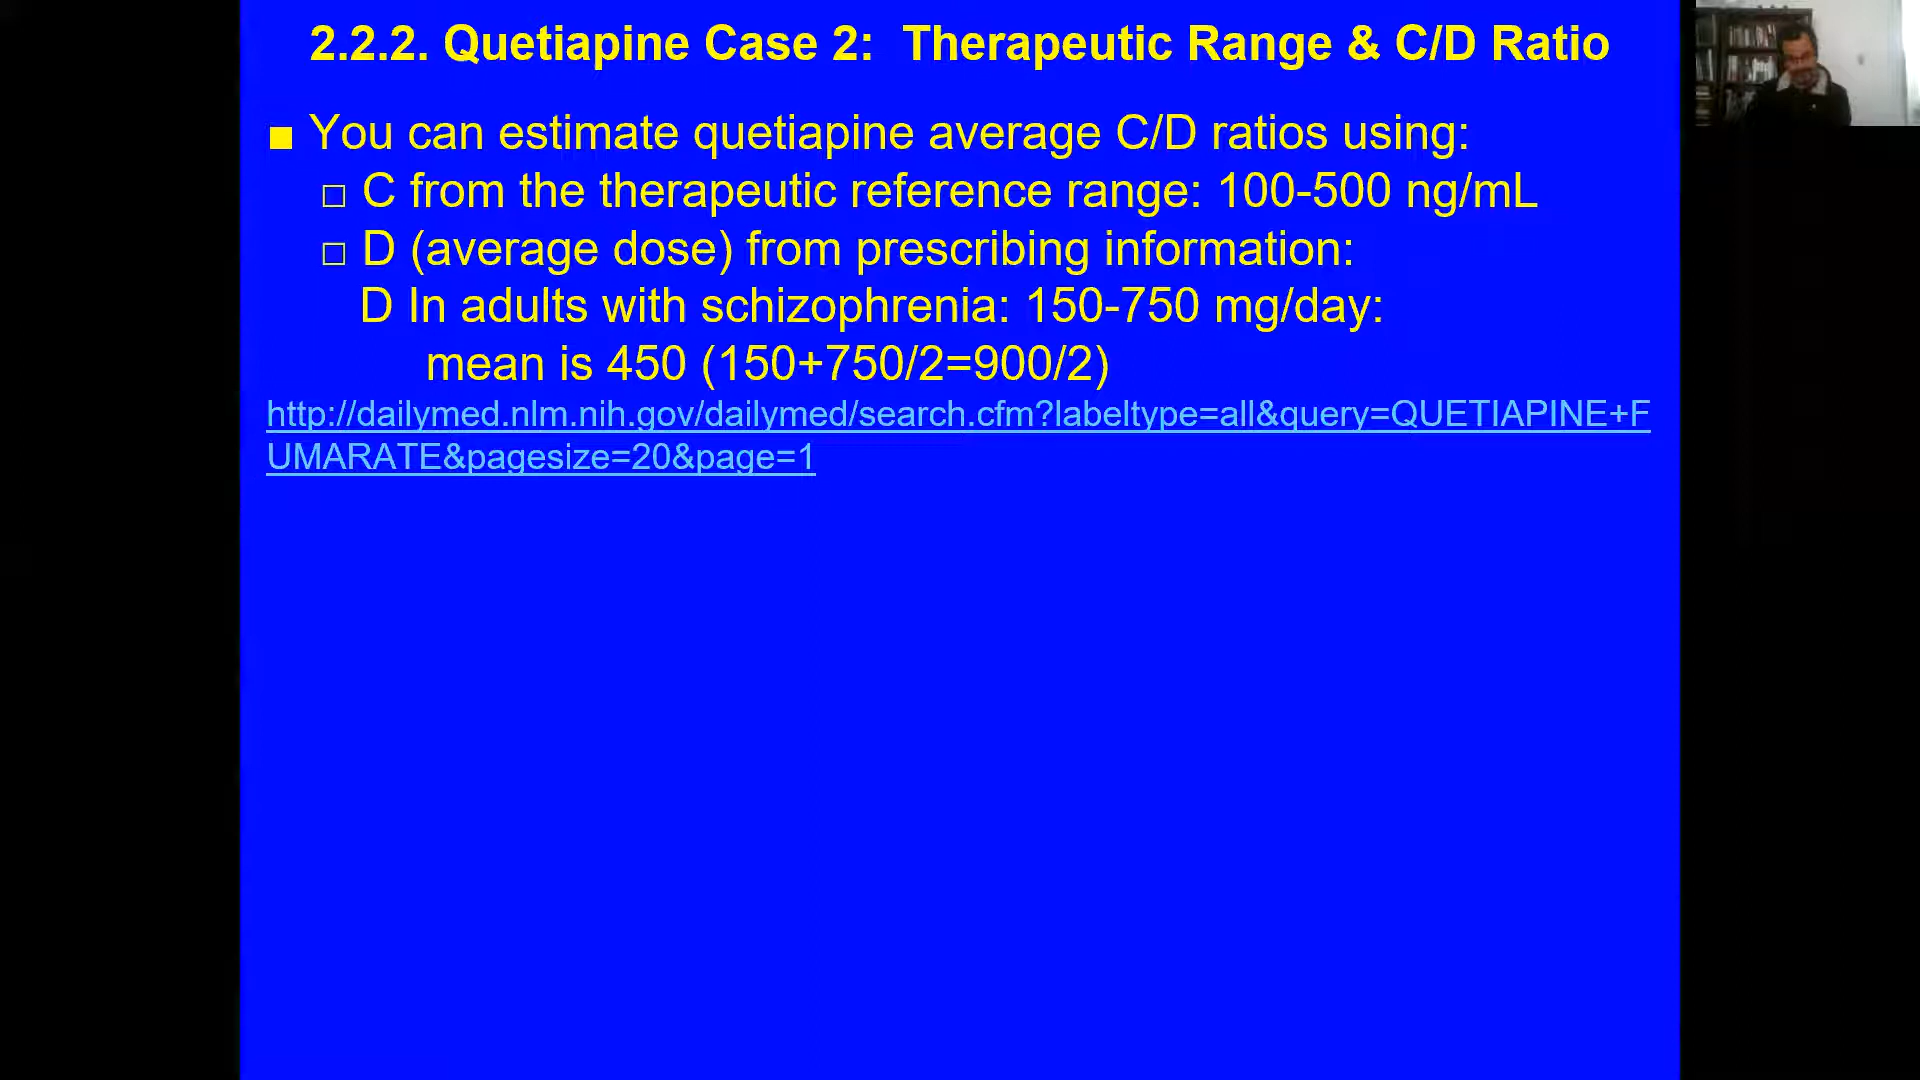 2.2.2. Quetiapine Case 2: Therapeutic Range & C/D Ratio
■ You can estimate quetiapine average C/D ratios using:
□ C from the therapeutic reference range: 100-500 ng/mL
□ D (average dose) from prescribing information:
D In adults with schizophrenia: 150-750 mg/day:
mean is 450 (150+750/2=900/2)
http://dailymed.nlm.nih.gov/dailymed/search.cfm?labeltype=all&query=QUETIAPINE+F
UMARATE&pagesize=20&page=1